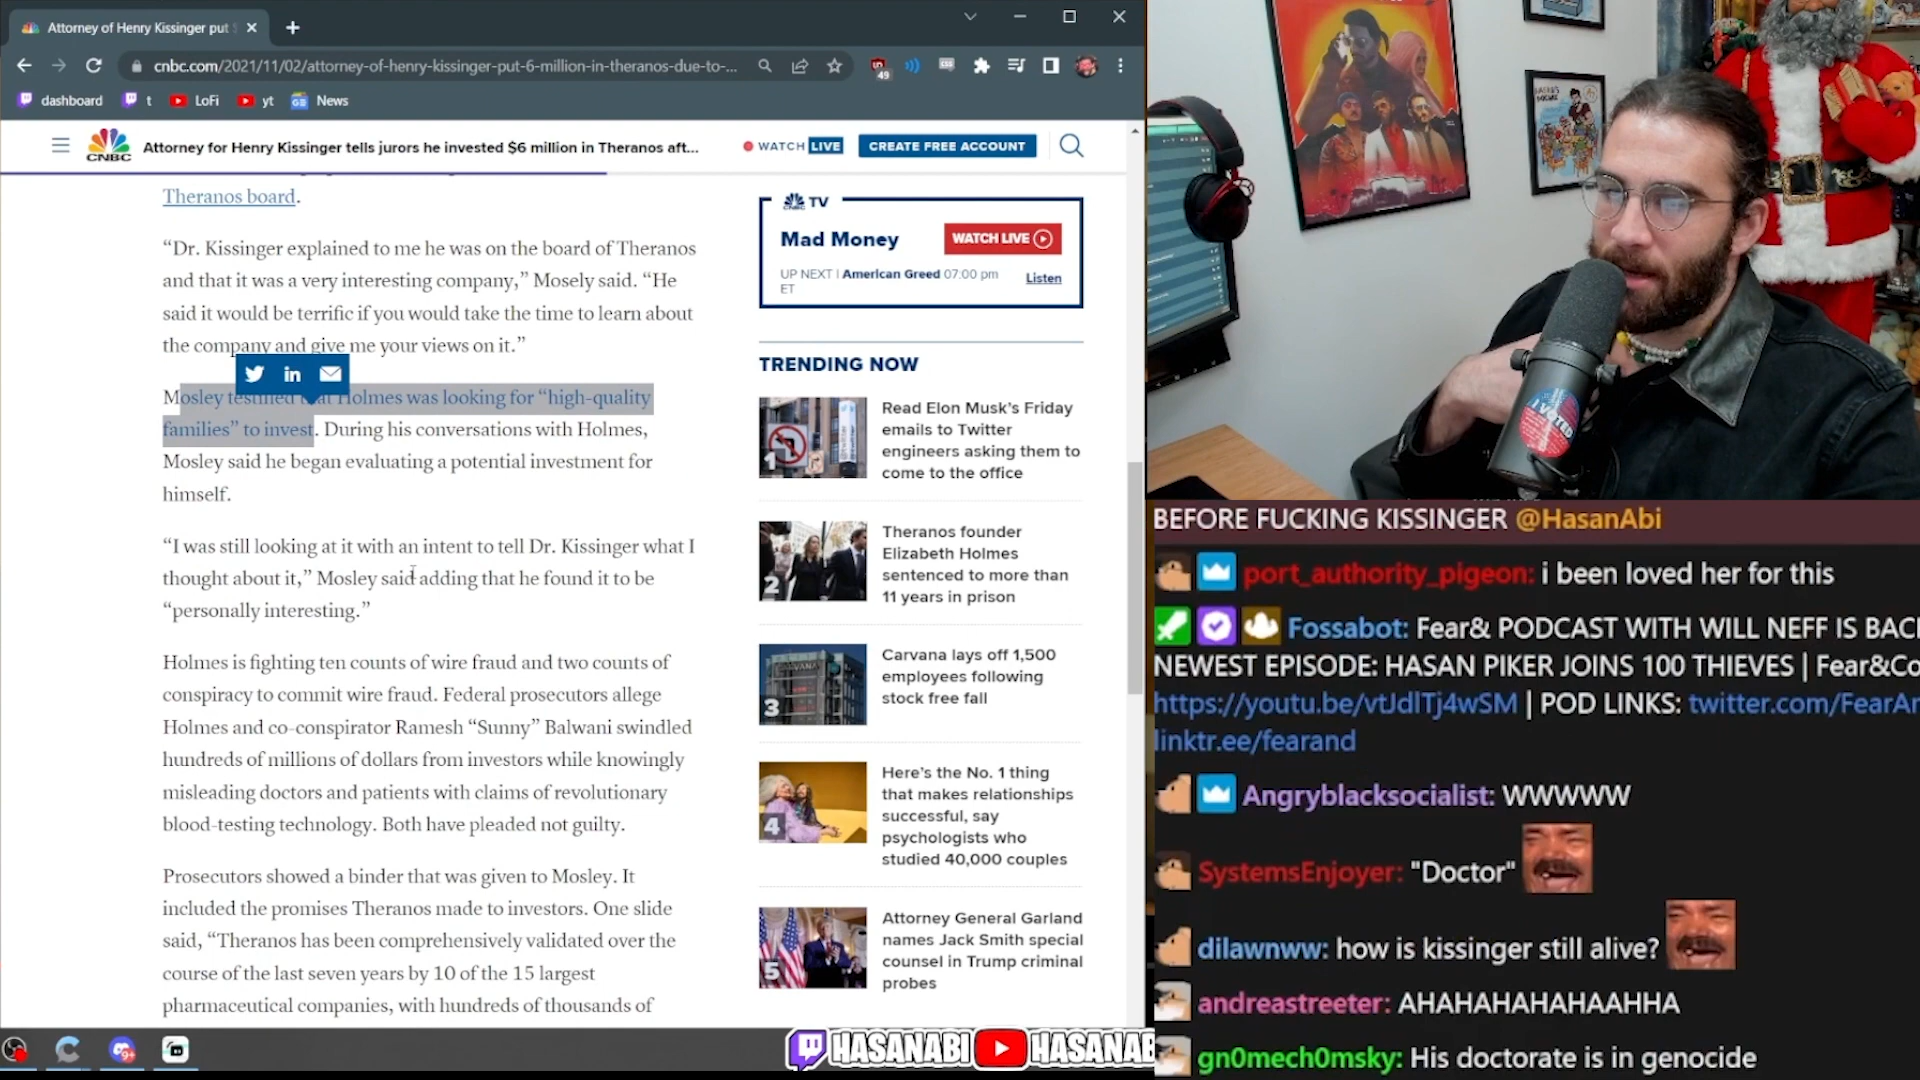 Attorney of Henry Kissinger put
cnbc.com/2021/11/02/attorney-of-henry-kissinger-put-6-million-in-theranos-due-to-...
49
dashboard
t
LoFi
yt
News
CNBC
Attorney for Henry Kissinger tells jurors he invested $6 million in Theranos aft...
WATCH LIVE
CREATE FREE ACCOUNT
Theranos board.
“Dr. Kissinger explained to me he was on the board of Theranos
and that it was a very interesting company,” Mosely said. “He
said it would be terrific if you would take the time to learn about
the company and give me your views on it.”
Mosley testified that Holmes was looking for “high-quality
families” to invest. During his conversations with Holmes,
Mosley said he began evaluating a potential investment for
himself.
“I was still looking at it with an intent to tell Dr. Kissinger what I
thought about it,” Mosley said adding that he found it to be
“personally interesting.”
Holmes is fighting ten counts of wire fraud and two counts of
conspiracy to commit wire fraud. Federal prosecutors allege
Holmes and co-conspirator Ramesh “Sunny” Balwani swindled
hundreds of millions of dollars from investors while knowingly
misleading doctors and patients with claims of revolutionary
blood-testing technology. Both have pleaded not guilty.
Prosecutors showed a binder that was given to Mosley. It
included the promises Theranos made to investors. One slide
said, “Theranos has been comprehensively validated over the
course of the last seven years by 10 of the 15 largest
pharmaceutical companies, with hundreds of thousands of
CNBC TV
Mad Money
WATCH LIVE
UP NEXT | American Greed 07:00 pm
ET
Listen
TRENDING NOW
1
Read Elon Musk’s Friday
emails to Twitter
engineers asking them to
come to the office
2
Theranos founder
Elizabeth Holmes
sentenced to more than
11 years in prison
3
Carvana lays off 1,500
employees following
stock free fall
4
Here’s the No. 1 thing
that makes relationships
successful, say
psychologists who
studied 40,000 couples
5
Attorney General Garland
names Jack Smith special
counsel in Trump criminal
probes
I VOTED
BEFORE FUCKING KISSINGER @HasanAbi
port_authority_pigeon: i been loved her for this
Fossabot: Fear& PODCAST WITH WILL NEFF IS BAC
NEWEST EPISODE: HASAN PIKER JOINS 100 THIEVES | Fear&Co
https://youtu.be/vtJdlTj4wSM | POD LINKS: twitter.com/FearAr
linktr.ee/fearand
Angryblacksocialist: WWWWW
SystemsEnjoyer: "Doctor"
dilawnww: how is kissinger still alive?
andreastreeter: AHAHAHAHAHAAHHA
gn0mech0msky: His doctorate is in genocide
9+
HASANABI
HASANAB